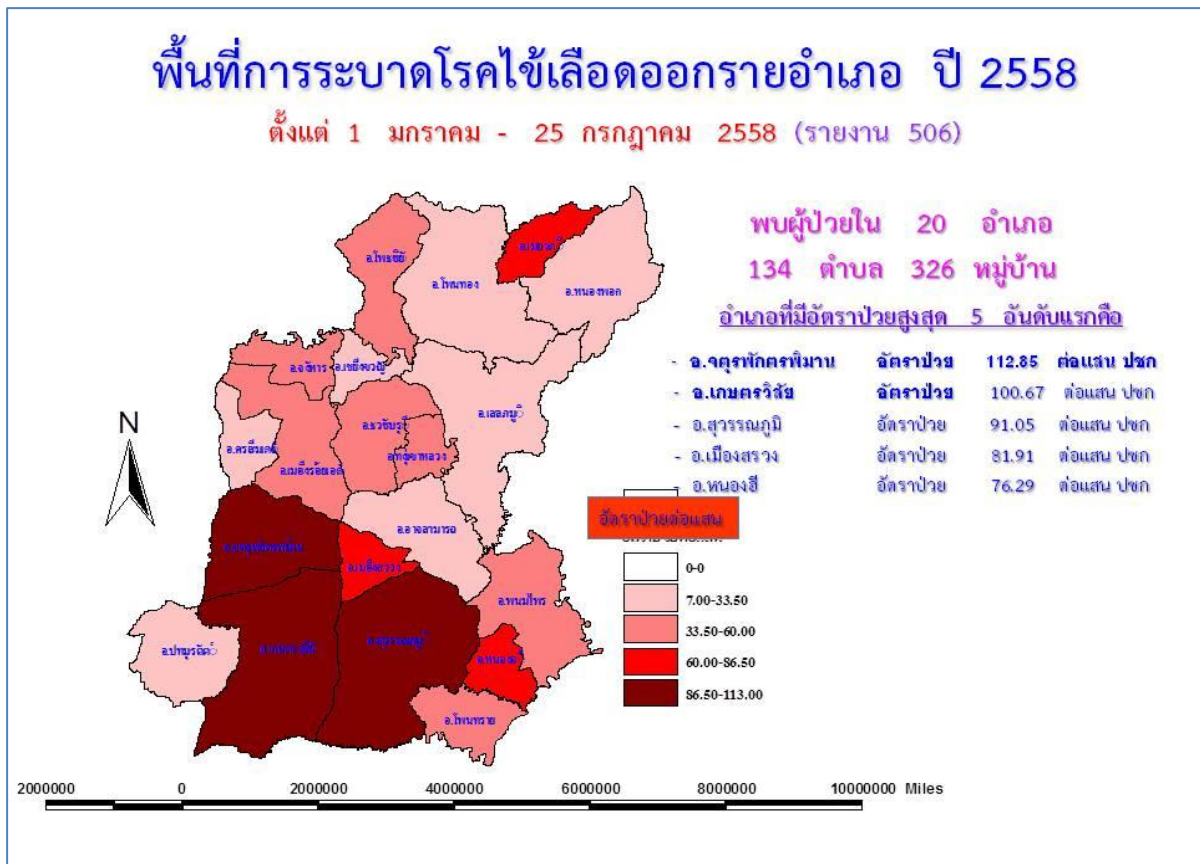 พื้นที่การระบาดโรคไข้เลือดออกรายอำเภอ ปี 2558
ตั้งแต่ 1 มกราคม - 25 กรกฎาคม 2558 (รายงาน 506)
พบผู้ป่วยใน 20 อำเภอ
134 ตำบล 326 หมู่บ้าน
อำเภอที่มีอัตราป่วยสูงสุด 5 อันดับแรกคือ
- อ.จตุรพักตรพิมาน อัตราป่วย 112.85 ต่อแสน ปชก
- อ.เกษตรวิสัย อัตราป่วย 100.67 ต่อแสน ปชก
- อ.สุวรรณภูมิ อัตราป่วย 91.05 ต่อแสน ปชก
- อ.เมืองสรวง อัตราป่วย 81.91 ต่อแสน ปชก
- อ.หนองฮี อัตราป่วย 76.29 ต่อแสน ปชก
อ.โพนทอง
อ.หนองพอก
อ.จังหาร
อ.อาจสามารถ
อ.พนมไพร
อ.โพนทราย
N
อัตราป่วยต่อแสน
0-0
7.00-33.50
33.50-60.00
60.00-86.50
86.50-113.00
2000000 0 2000000 4000000 6000000 8000000 10000000 Miles